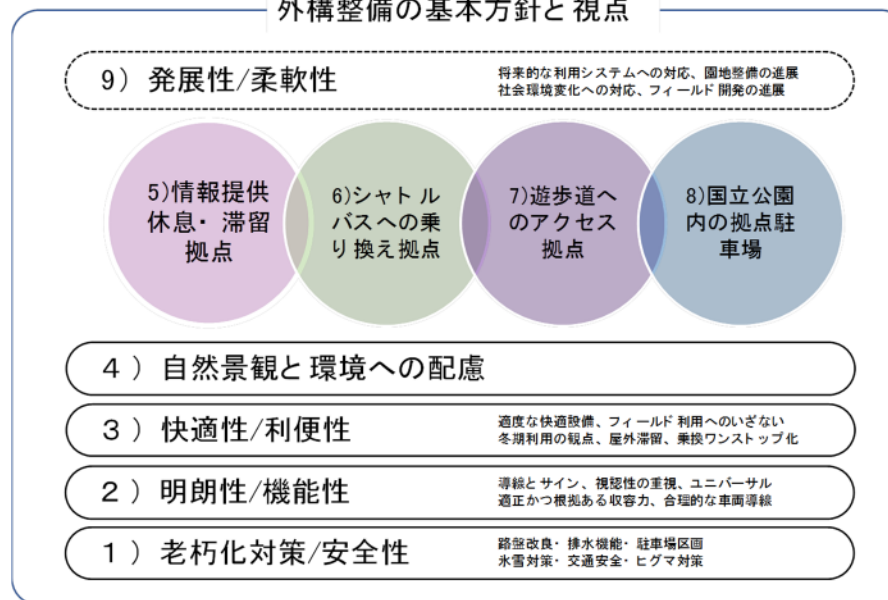 外構整備の基本方針と視点
9）発展性/柔軟性
将来的な利用システムへの対応、園地整備の進展
社会環境変化への対応、フィールド開発の進展
5)情報提供
休息・滞留
拠点
6)シャトル
バスへの乗
り換え拠点
7)遊歩道へ
のアクセス
拠点
8)国立公園
内の拠点駐
車場
4）自然景観と環境への配慮
3）快適性/利便性
適度な快適設備、フィールド利用へのいざない
冬期利用の観点、屋外滞留、乗換ワンストップ化
2）明朗性/機能性
導線とサイン、視認性の重視、ユニバーサル
適正かつ根拠ある収容力、合理的な車両導線
1）老朽化対策/安全性
路盤改良・排水機能・駐車場区画
氷雪対策・交通安全・ヒグマ対策